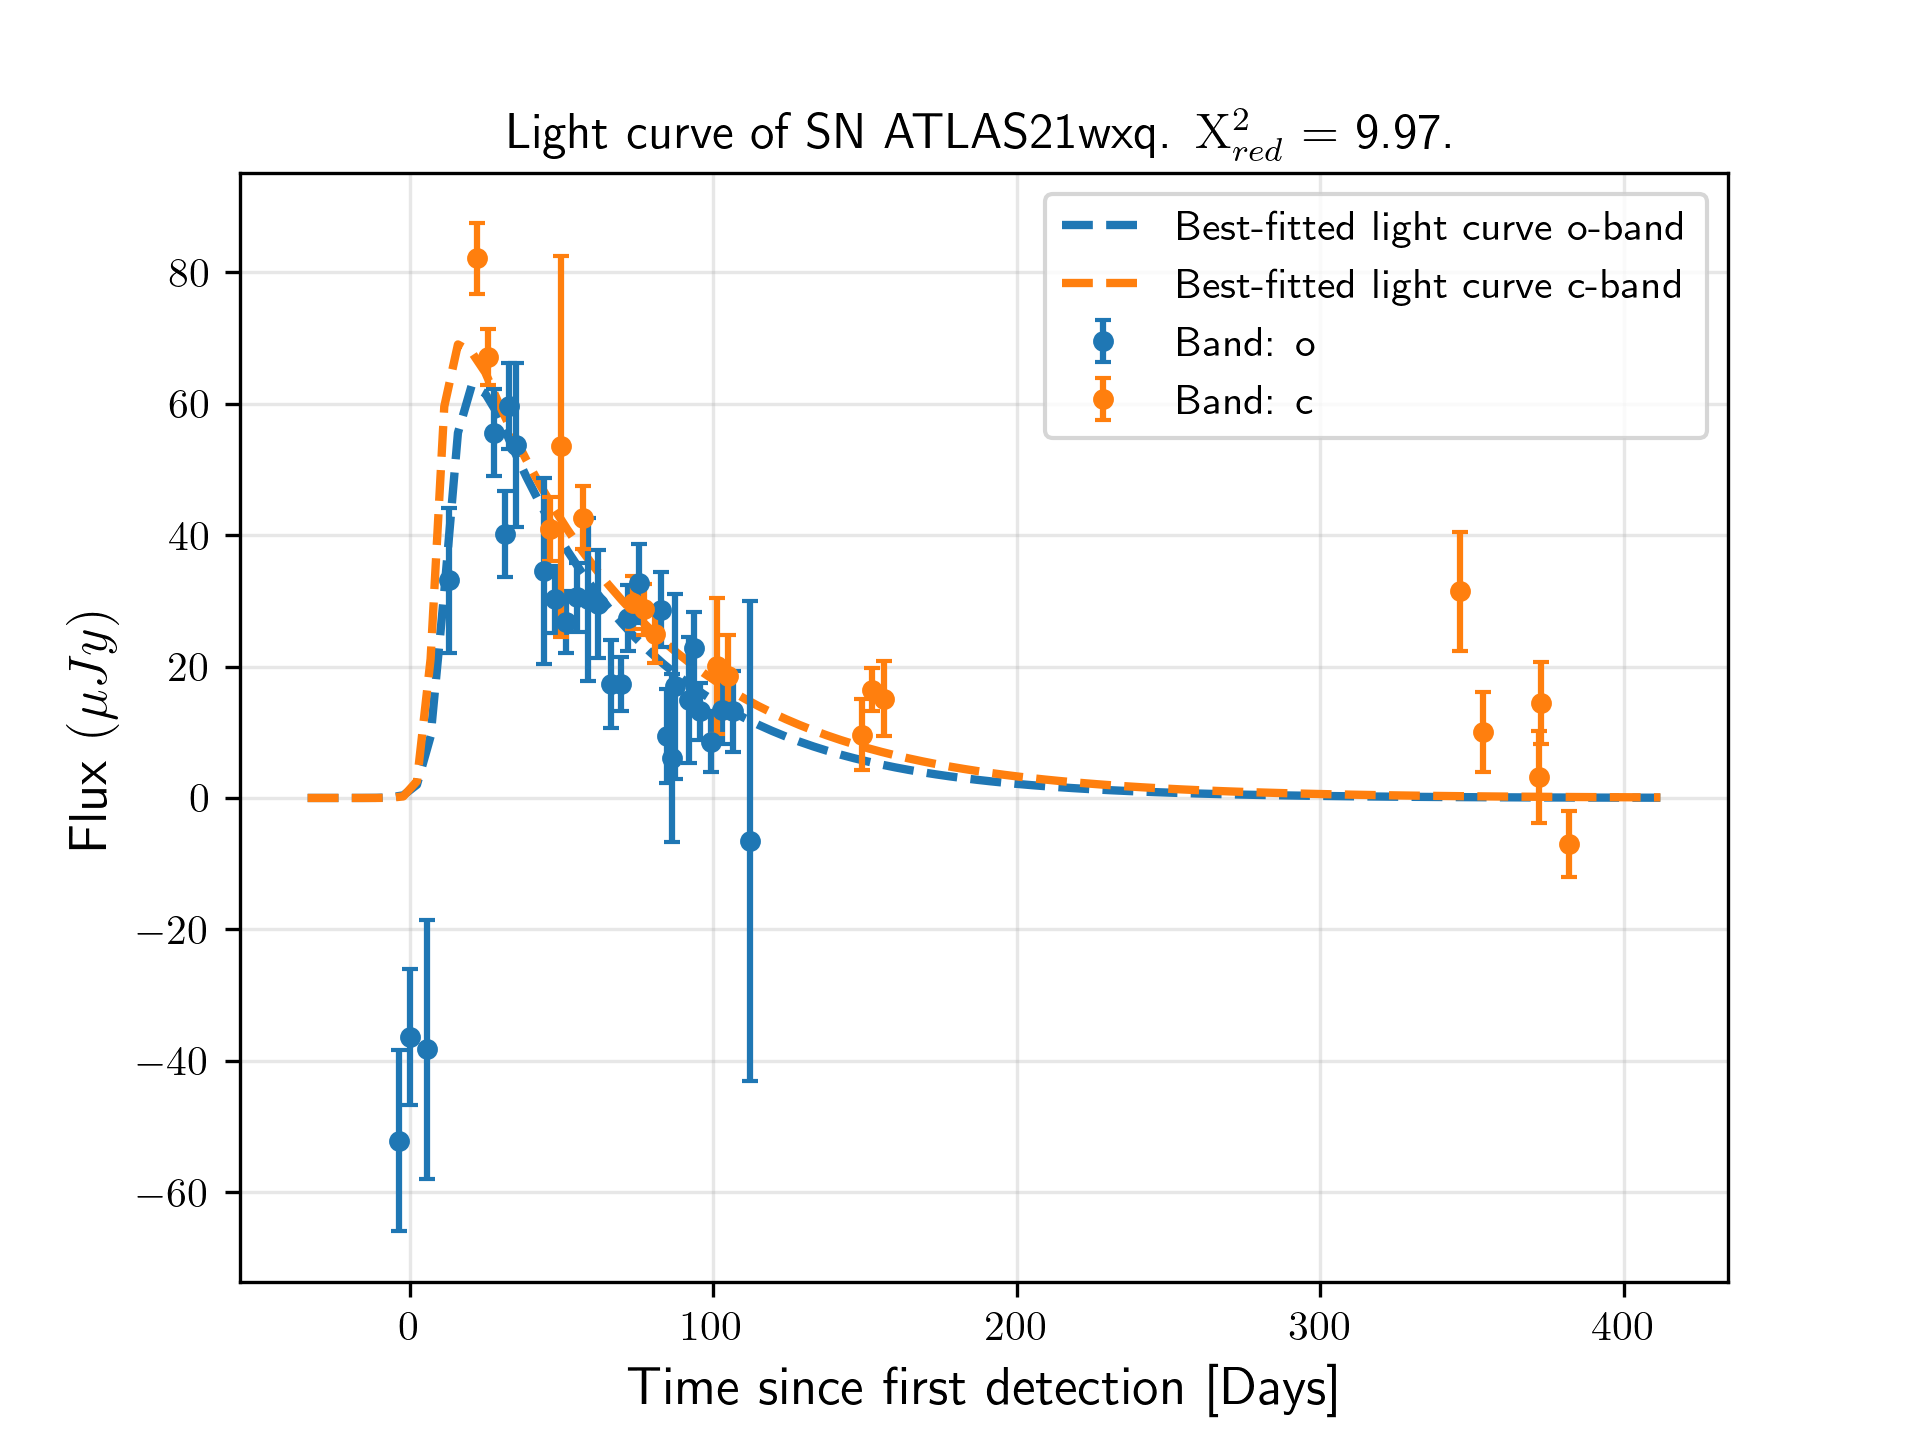 Light curve of SN ATLAS21wxq. X²_red = 9.97.
Best-fitted light curve o-band
Best-fitted light curve c-band
Band: o
Band: c
80
60
40
20
0
−20
−40
−60
Flux (μJy)
0 100 200 300 400
Time since first detection [Days]